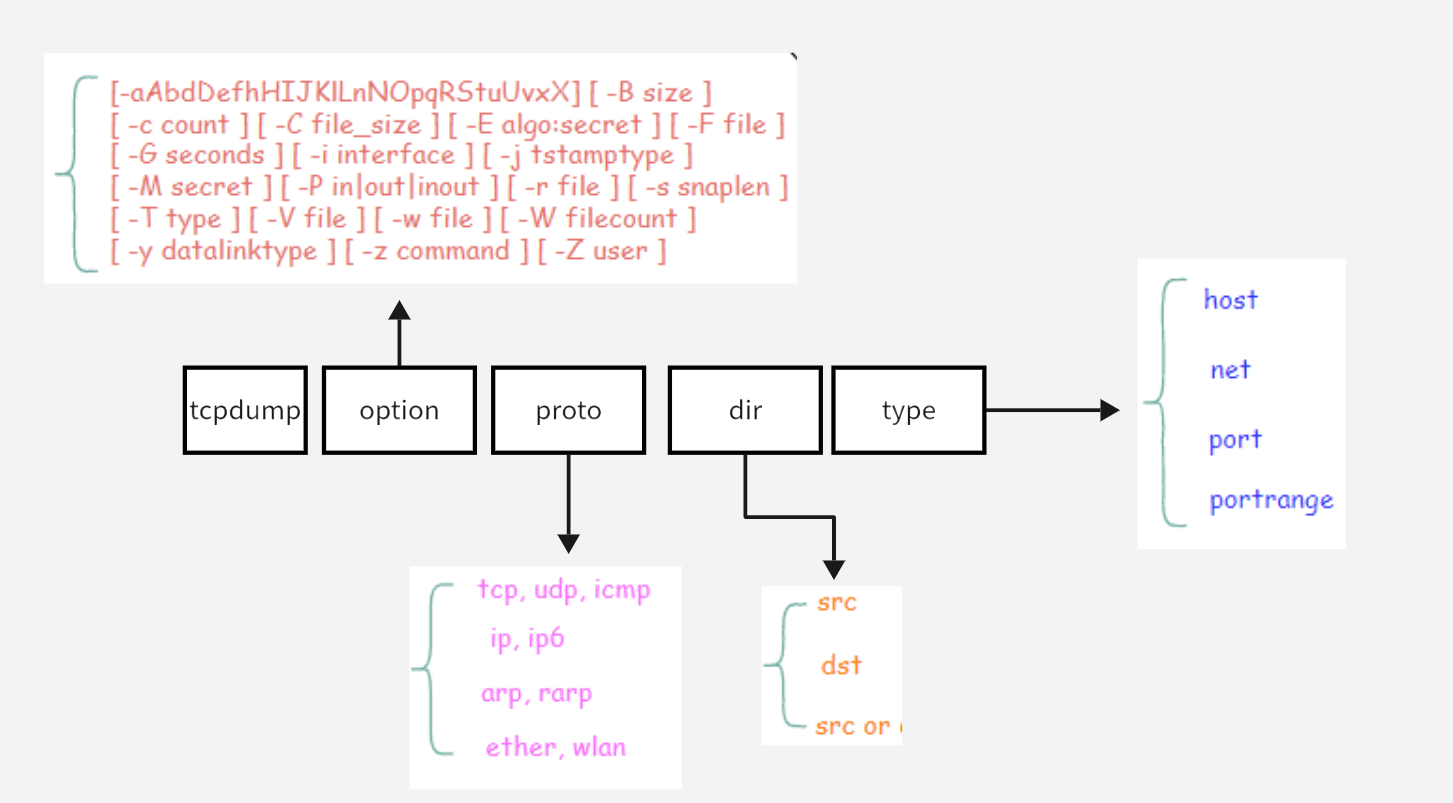 [-aAbdDefhHIJKlLnNOpqRStuUvxX] [ -B size ]
[ -c count ] [ -C file_size ] [ -E algo:secret ] [ -F file ]
[ -G seconds ] [ -i interface ] [ -j tstamptype ]
[ -M secret ] [ -P in|out|inout ] [ -r file ] [ -s snaplen ]
[ -T type ] [ -V file ] [ -w file ] [ -W filecount ]
[ -y datalinktype ] [ -z command ] [ -Z user ]
tcpdump
option
proto
dir
type
host
net
port
portrange
tcp, udp, icmp
ip, ip6
arp, rarp
ether, wlan
src
dst
src or